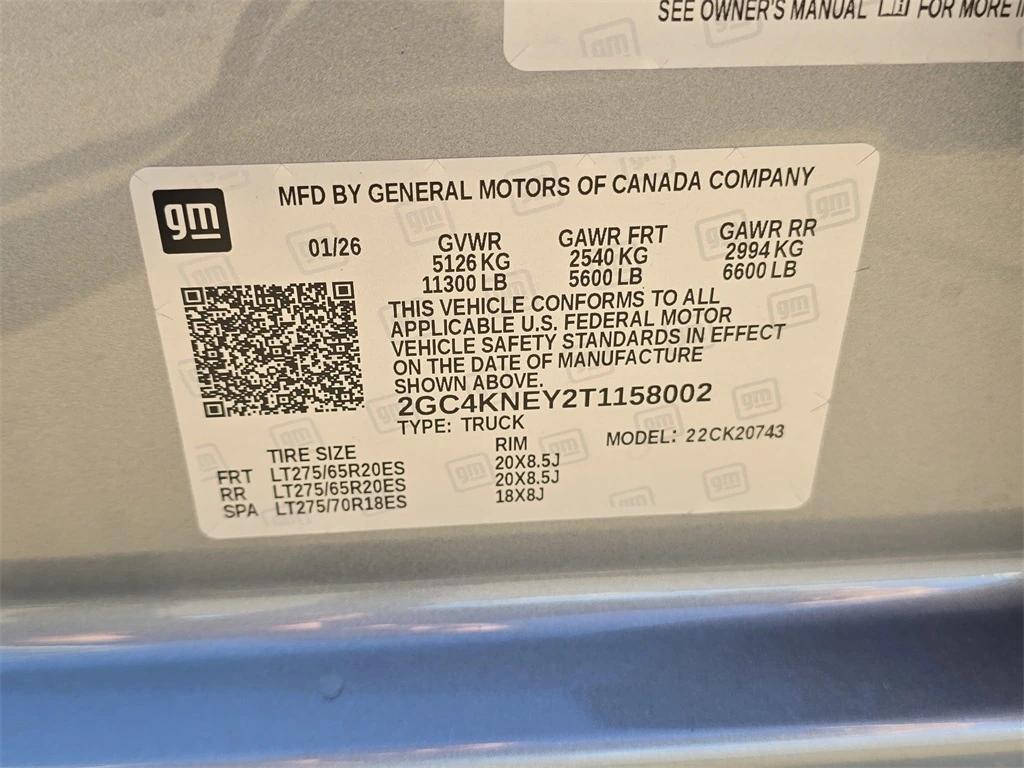 SEE OWNER'S MANUAL FOR MORE
gm
MFD BY GENERAL MOTORS OF CANADA COMPANY
01/26
GVWR GAWR FRT GAWR RR
5126 KG 2540 KG 2994 KG
11300 LB 5600 LB 6600 LB
THIS VEHICLE CONFORMS TO ALL
APPLICABLE U.S. FEDERAL MOTOR
VEHICLE SAFETY STANDARDS IN EFFECT
ON THE DATE OF MANUFACTURE
SHOWN ABOVE.
2GC4KNEY2T1158002
TYPE: TRUCK MODEL: 22CK20743
TIRE SIZE RIM
FRT LT275/65R20ES 20X8.5J
RR LT275/65R20ES 20X8.5J
SPA LT275/70R18ES 18X8J